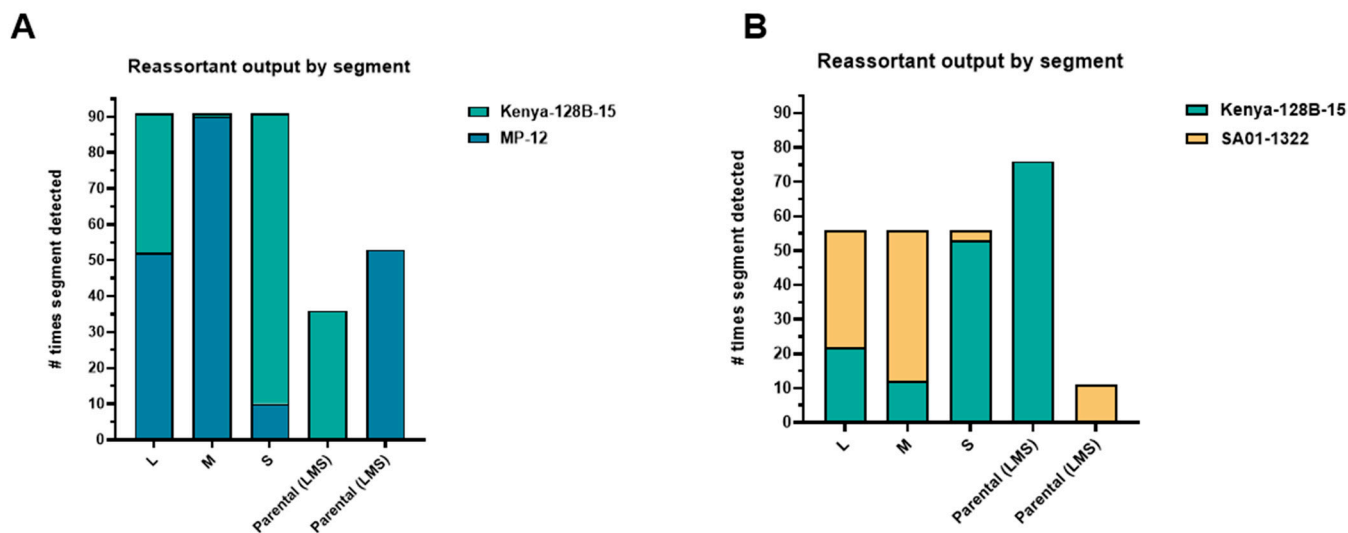 A
Reassortant output by segment
# times segment detected
90
80
70
60
50
40
30
20
10
0
L
M
S
Parental (LMS)
Parental (LMS)
Kenya-128B-15
MP-12
B
Reassortant output by segment
# times segment detected
90
80
70
60
50
40
30
20
10
0
L
M
S
Parental (LMS)
Parental (LMS)
Kenya-128B-15
SA01-1322